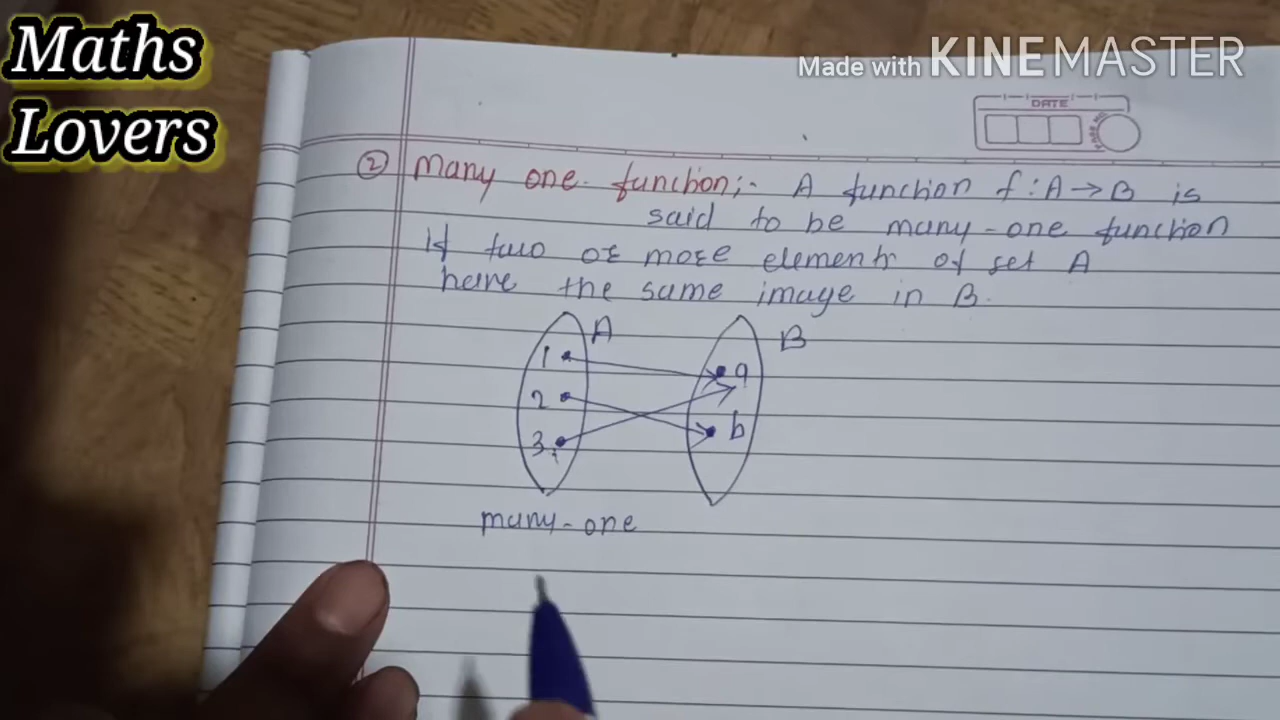 Maths
Lovers
Made with KINEMASTER
DATE
② Many one function;- A function f:A→B is
said to be many-one function
if two or more elements of set A
have the same image in B.
A
B
1
a
2
b
3
many-one